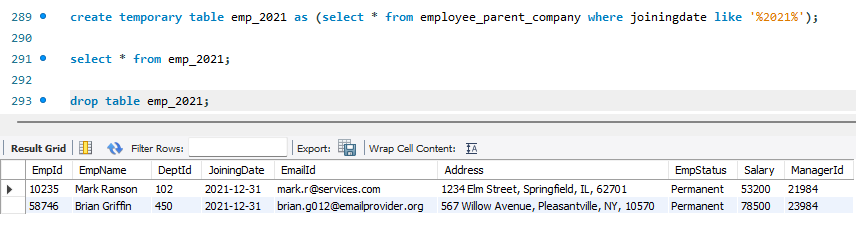 289 create temporary table emp_2021 as (select * from employee_parent_company where joiningdate like '%2021%');
290
291 select * from emp_2021;
292
293 drop table emp_2021;
Result Grid Filter Rows: Export: Wrap Cell Content:
EmpId EmpName DeptId JoiningDate EmailId Address EmpStatus Salary ManagerId
10235 Mark Ranson 102 2021-12-31 mark.r@services.com 1234 Elm Street, Springfield, IL, 62701 Permanent 53200 21984
58746 Brian Griffin 450 2021-12-31 brian.g012@emailprovider.org 567 Willow Avenue, Pleasantville, NY, 10570 Permanent 78500 23984